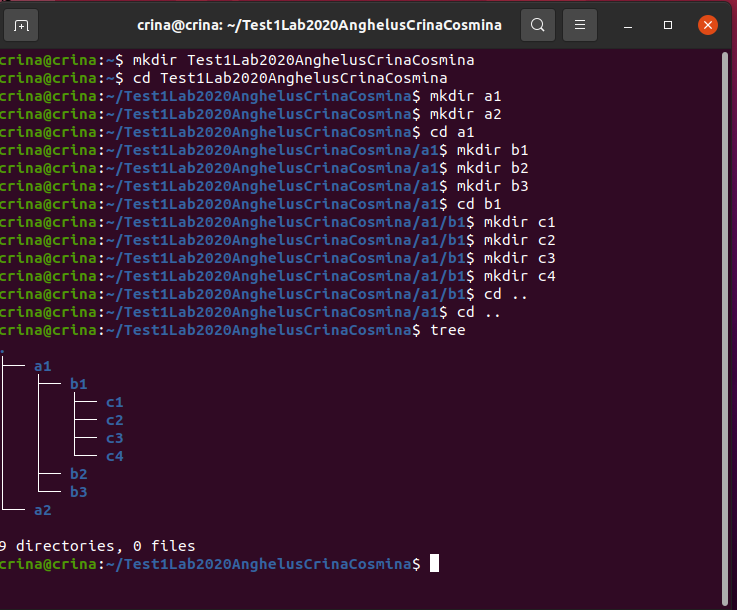 crina@crina: ~/Test1Lab2020AnghelusCrinaCosmina
crina@crina:~$ mkdir Test1Lab2020AnghelusCrinaCosmina
crina@crina:~$ cd Test1Lab2020AnghelusCrinaCosmina
crina@crina:~/Test1Lab2020AnghelusCrinaCosmina$ mkdir a1
crina@crina:~/Test1Lab2020AnghelusCrinaCosmina$ mkdir a2
crina@crina:~/Test1Lab2020AnghelusCrinaCosmina$ cd a1
crina@crina:~/Test1Lab2020AnghelusCrinaCosmina/a1$ mkdir b1
crina@crina:~/Test1Lab2020AnghelusCrinaCosmina/a1$ mkdir b2
crina@crina:~/Test1Lab2020AnghelusCrinaCosmina/a1$ mkdir b3
crina@crina:~/Test1Lab2020AnghelusCrinaCosmina/a1$ cd b1
crina@crina:~/Test1Lab2020AnghelusCrinaCosmina/a1/b1$ mkdir c1
crina@crina:~/Test1Lab2020AnghelusCrinaCosmina/a1/b1$ mkdir c2
crina@crina:~/Test1Lab2020AnghelusCrinaCosmina/a1/b1$ mkdir c3
crina@crina:~/Test1Lab2020AnghelusCrinaCosmina/a1/b1$ mkdir c4
crina@crina:~/Test1Lab2020AnghelusCrinaCosmina/a1/b1$ cd ..
crina@crina:~/Test1Lab2020AnghelusCrinaCosmina/a1$ cd ..
crina@crina:~/Test1Lab2020AnghelusCrinaCosmina$ tree
.
├── a1
│   ├── b1
│   │   ├── c1
│   │   ├── c2
│   │   ├── c3
│   │   └── c4
│   ├── b2
│   └── b3
└── a2
9 directories, 0 files
crina@crina:~/Test1Lab2020AnghelusCrinaCosmina$